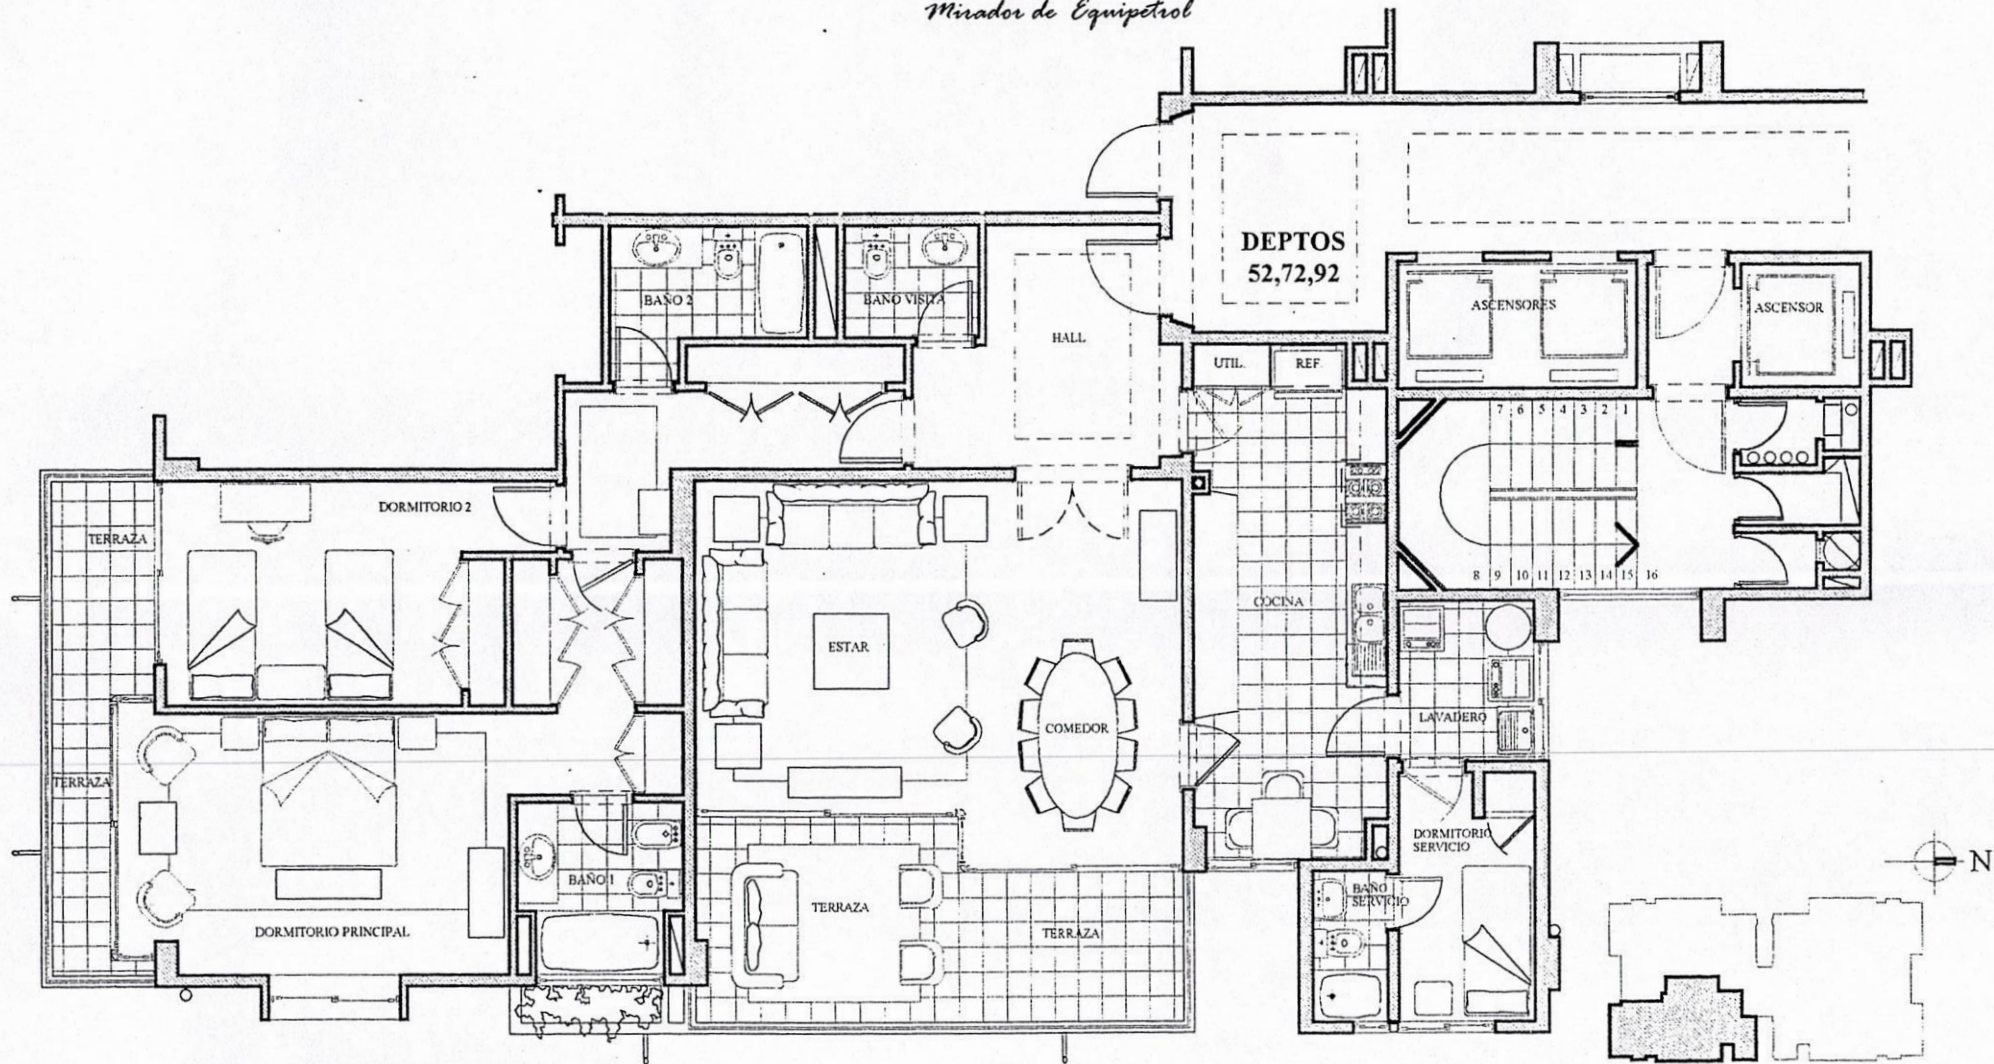 Mirador de Equipetrol
DEPTOS
52,72,92
BAÑO 2
BAÑO VISITA
HALL
UTIL.
REF.
ASCENSORES
ASCENSOR
7 6 5 4 3 2 1
8 9 10 11 12 13 14 15 16
TERRAZA
DORMITORIO 2
ESTAR
COCINA
COMEDOR
LAVADERO
TERRAZA
DORMITORIO PRINCIPAL
BAÑO 1
TERRAZA
TERRAZA
DORMITORIO
SERVICIO
BAÑO
SERVICIO
N